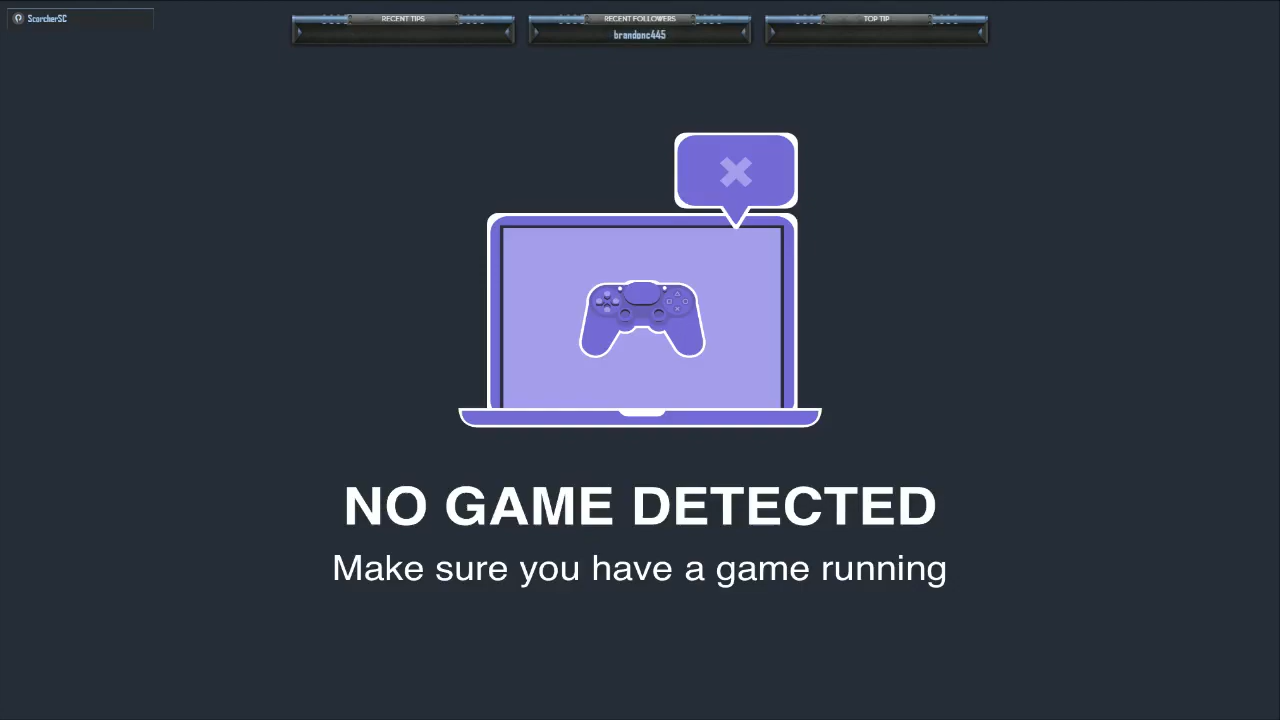 ScorcherSC
RECENT TIPS
RECENT FOLLOWERS
TOP TIP
brandonc445
NO GAME DETECTED
Make sure you have a game running